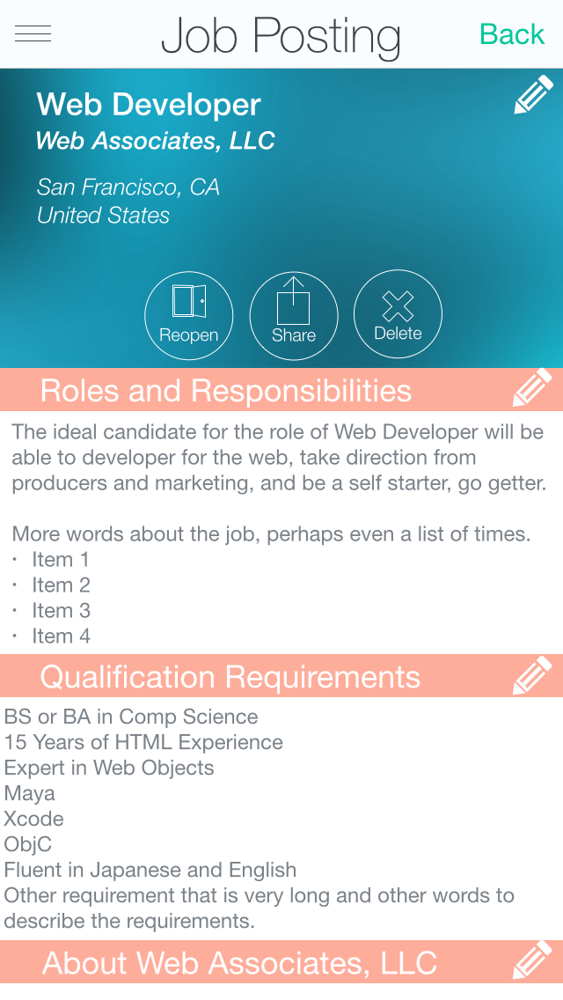 Job Posting
Back
Web Developer
Web Associates, LLC
San Francisco, CA
United States
Reopen
Share
Delete
Roles and Responsibilities
The ideal candidate for the role of Web Developer will be
able to developer for the web, take direction from
producers and marketing, and be a self starter, go getter.
More words about the job, perhaps even a list of times.
• Item 1
• Item 2
• Item 3
• Item 4
Qualification Requirements
BS or BA in Comp Science
15 Years of HTML Experience
Expert in Web Objects
Maya
Xcode
ObjC
Fluent in Japanese and English
Other requirement that is very long and other words to
describe the requirements.
About Web Associates, LLC